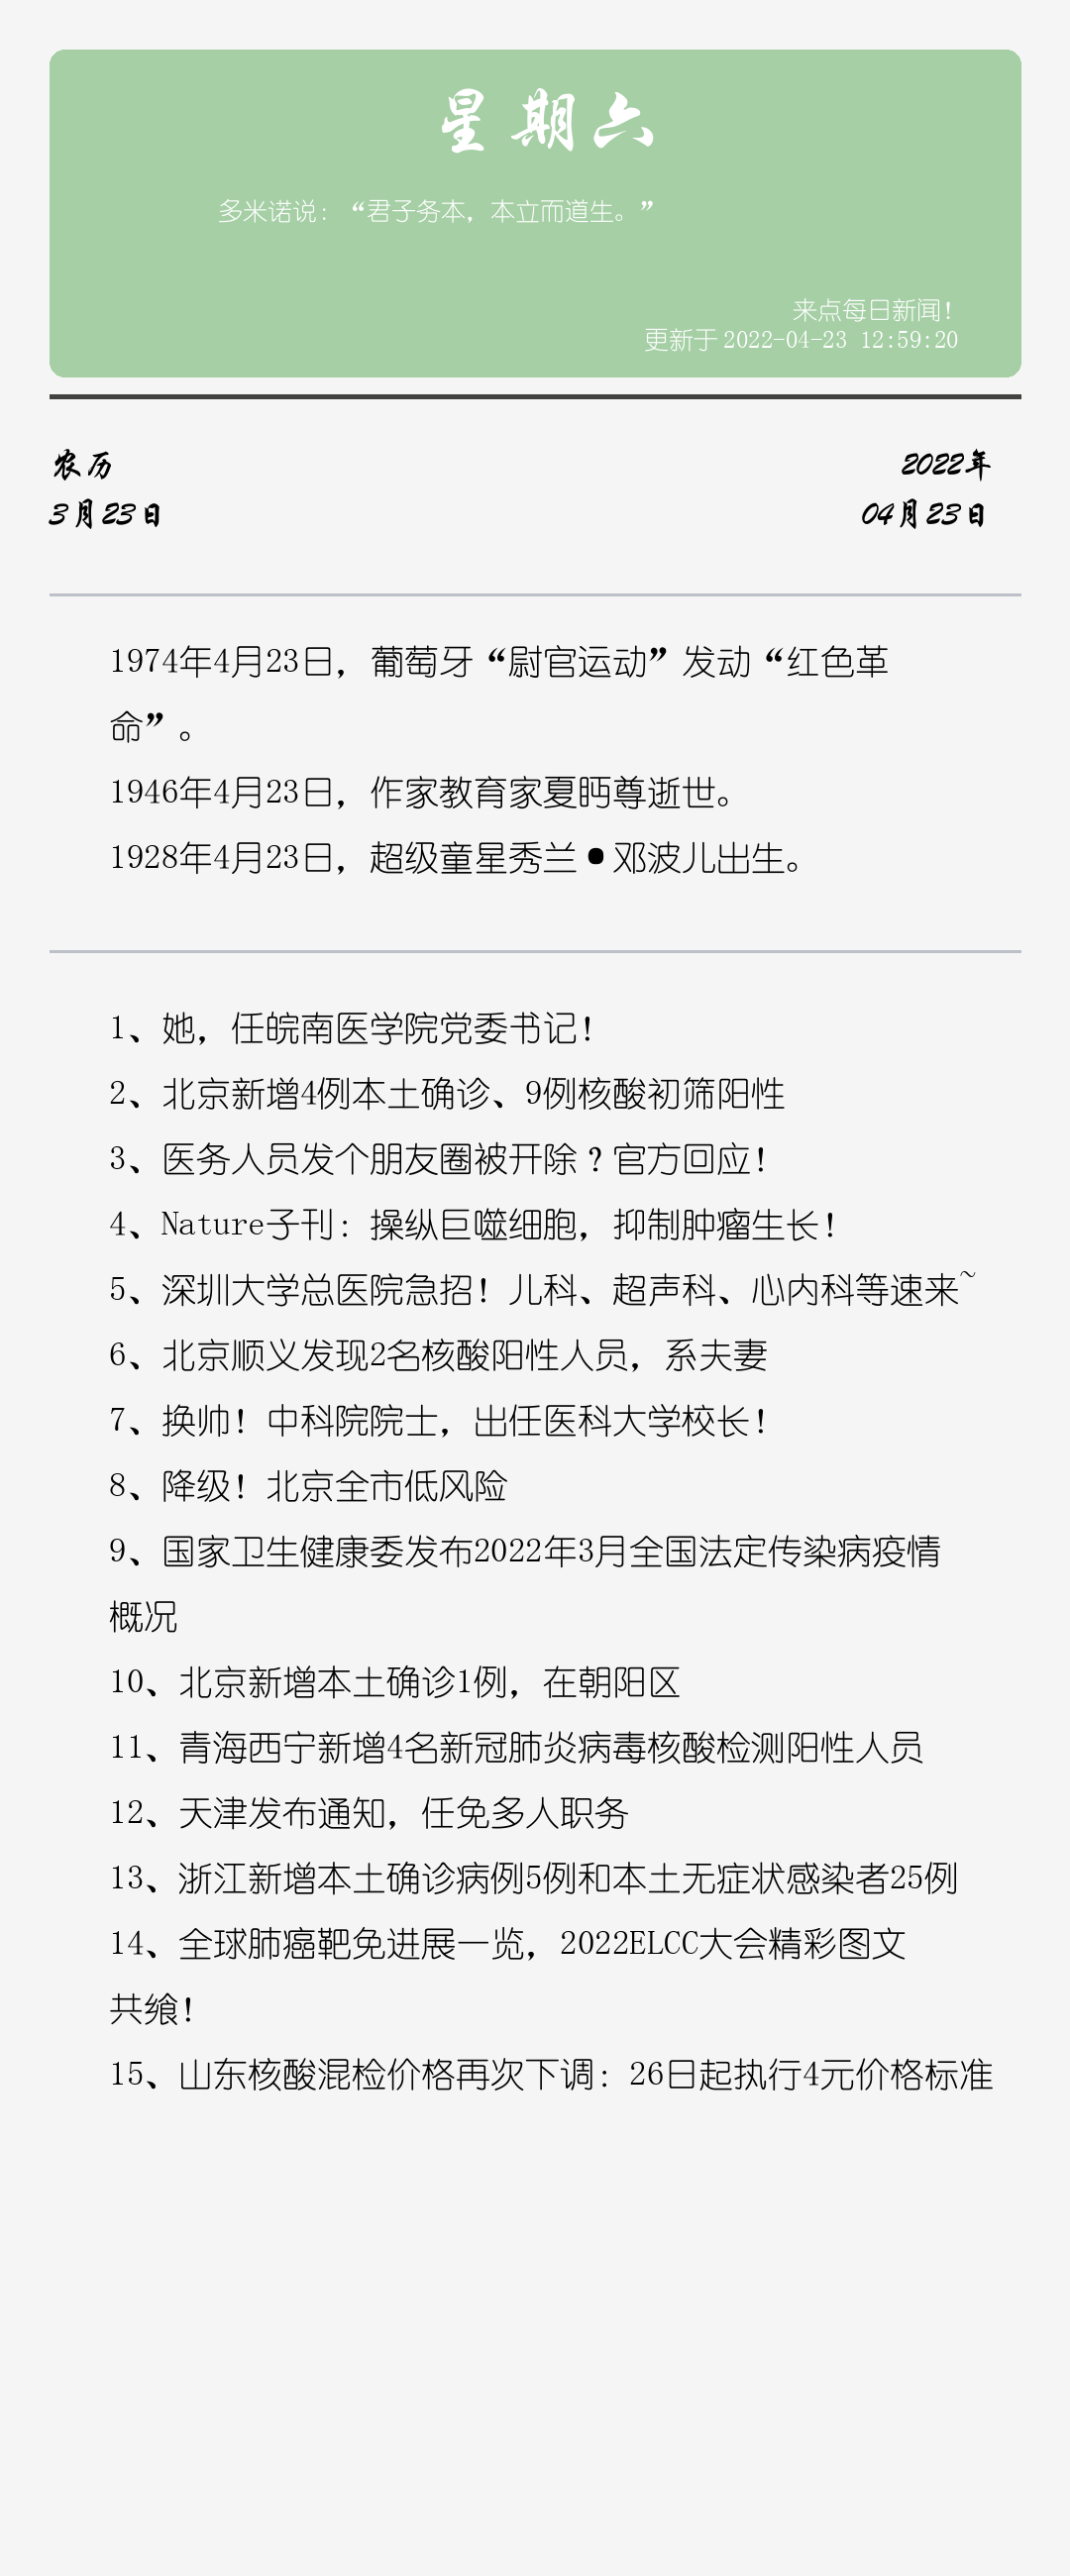 星期六
多米诺说：“君子务本，本立而道生。”
来点每日新闻！
更新于 2022-04-23 12:59:20
农历
3月23日
2022年
04月23日
1974年4月23日，葡萄牙“尉官运动”发动“红色革
命”。
1946年4月23日，作家教育家夏丏尊逝世。
1928年4月23日，超级童星秀兰•邓波儿出生。
1、她，任皖南医学院党委书记！
2、北京新增4例本土确诊、9例核酸初筛阳性
3、医务人员发个朋友圈被开除？官方回应！
4、Nature子刊：操纵巨噬细胞，抑制肿瘤生长！
5、深圳大学总医院急招！儿科、超声科、心内科等速来~
6、北京顺义发现2名核酸阳性人员，系夫妻
7、换帅！中科院院士，出任医科大学校长！
8、降级！北京全市低风险
9、国家卫生健康委发布2022年3月全国法定传染病疫情
概况
10、北京新增本土确诊1例，在朝阳区
11、青海西宁新增4名新冠肺炎病毒核酸检测阳性人员
12、天津发布通知，任免多人职务
13、浙江新增本土确诊病例5例和本土无症状感染者25例
14、全球肺癌靶免进展一览，2022ELCC大会精彩图文
共飨！
15、山东核酸混检价格再次下调：26日起执行4元价格标准